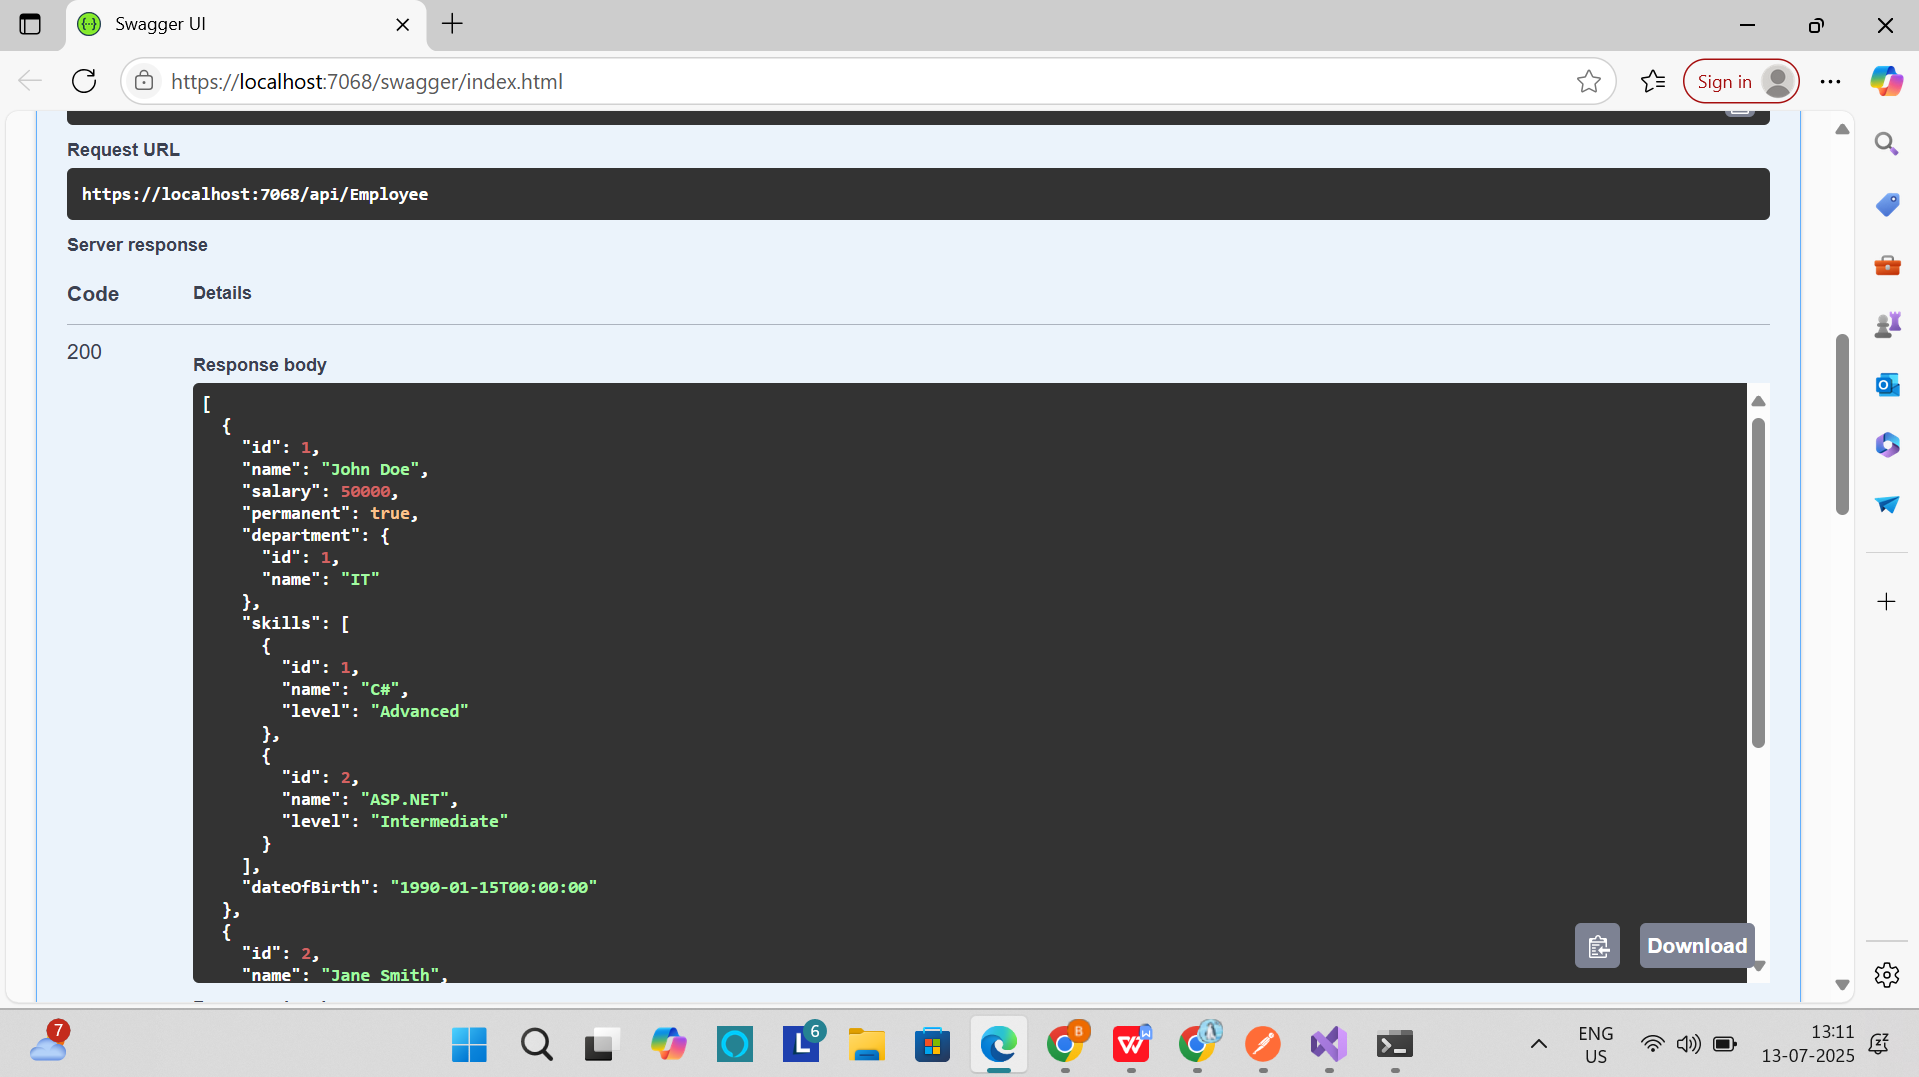 Swagger UI
https://localhost:7068/swagger/index.html
Sign in
Request URL
https://localhost:7068/api/Employee
Server response
Code Details
200
Response body
[
{
"id": 1,
"name": "John Doe",
"salary": 50000,
"permanent": true,
"department": {
"id": 1,
"name": "IT"
},
"skills": [
{
"id": 1,
"name": "C#",
"level": "Advanced"
},
{
"id": 2,
"name": "ASP.NET",
"level": "Intermediate"
}
],
"dateOfBirth": "1990-01-15T00:00:00"
},
{
"id": 2,
"name": "Jane Smith",
Download
7
L 6
B
W
ENG
US
13:11
13-07-2025